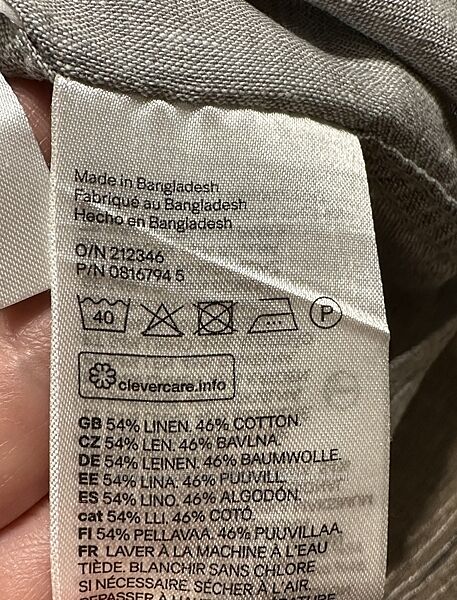 Made in Bangladesh
Fabriqué au Bangladesh
Hecho en Bangladesh
O/N 212346
P/N 0816794 5
40 P
clevercare.info
GB 54% LINEN. 46% COTTON.
CZ 54% LEN. 46% BAVLNA.
DE 54% LEINEN. 46% BAUMWOLLE.
EE 54% LINA. 46% PUUVILL.
ES 54% LINO. 46% ALGODÓN.
cat 54% LLI. 46% COTÓ.
FI 54% PELLAVAA. 46% PUUVILLAA.
FR LAVER À LA MACHINE À L'EAU
TIÈDE. BLANCHIR SANS CHLORE
SI NÉCESSAIRE. SÉCHER À L'AIR.